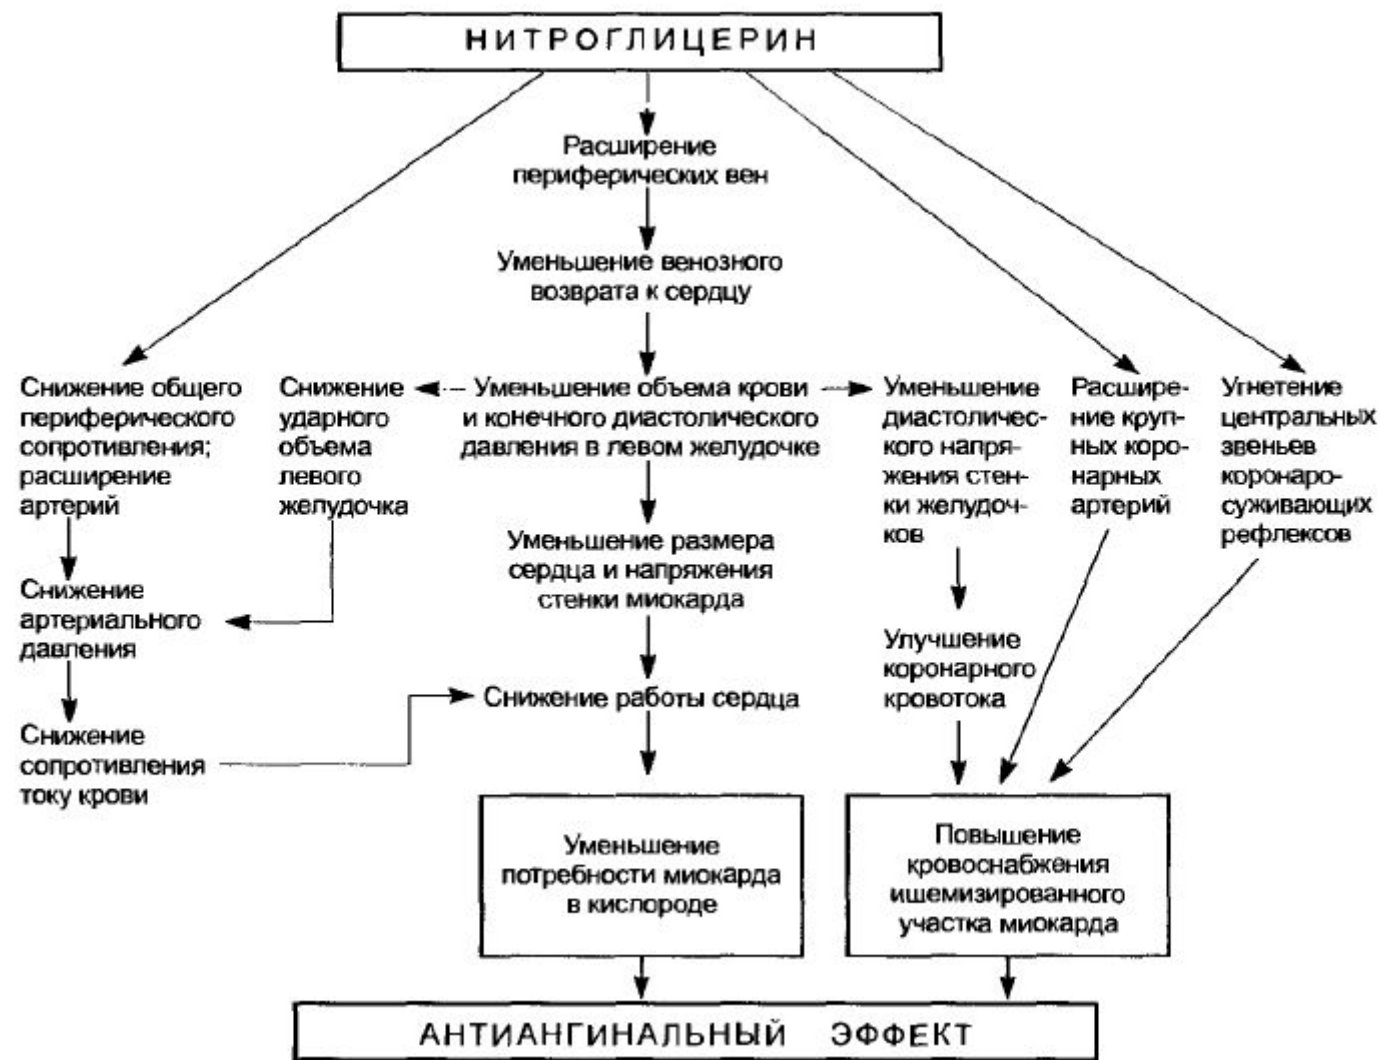 НИТРОГЛИЦЕРИН
Расширение
периферических вен
Уменьшение венозного
возврата к сердцу
Снижение общего
периферического
сопротивления;
расширение
артерий
Снижение
ударного
объема
левого
желудочка
Уменьшение объема крови
и конечного диастолического
давления в левом желудочке
Уменьшение
диастоличес-
кого напря-
жения стен-
ки желудоч-
ков
Расшире-
ние круп-
ных коро-
нарных
артерий
Угнетение
центральных
звеньев
коронаро-
суживающих
рефлексов
Уменьшение размера
сердца и напряжения
стенки миокарда
Снижение
артериального
давления
Улучшение
коронарного
кровотока
Снижение работы сердца
Снижение
сопротивления
току крови
Уменьшение
потребности миокарда
в кислороде
Повышение
кровоснабжения
ишемизированного
участка миокарда
АНТИАНГИНАЛЬНЫЙ ЭФФЕКТ